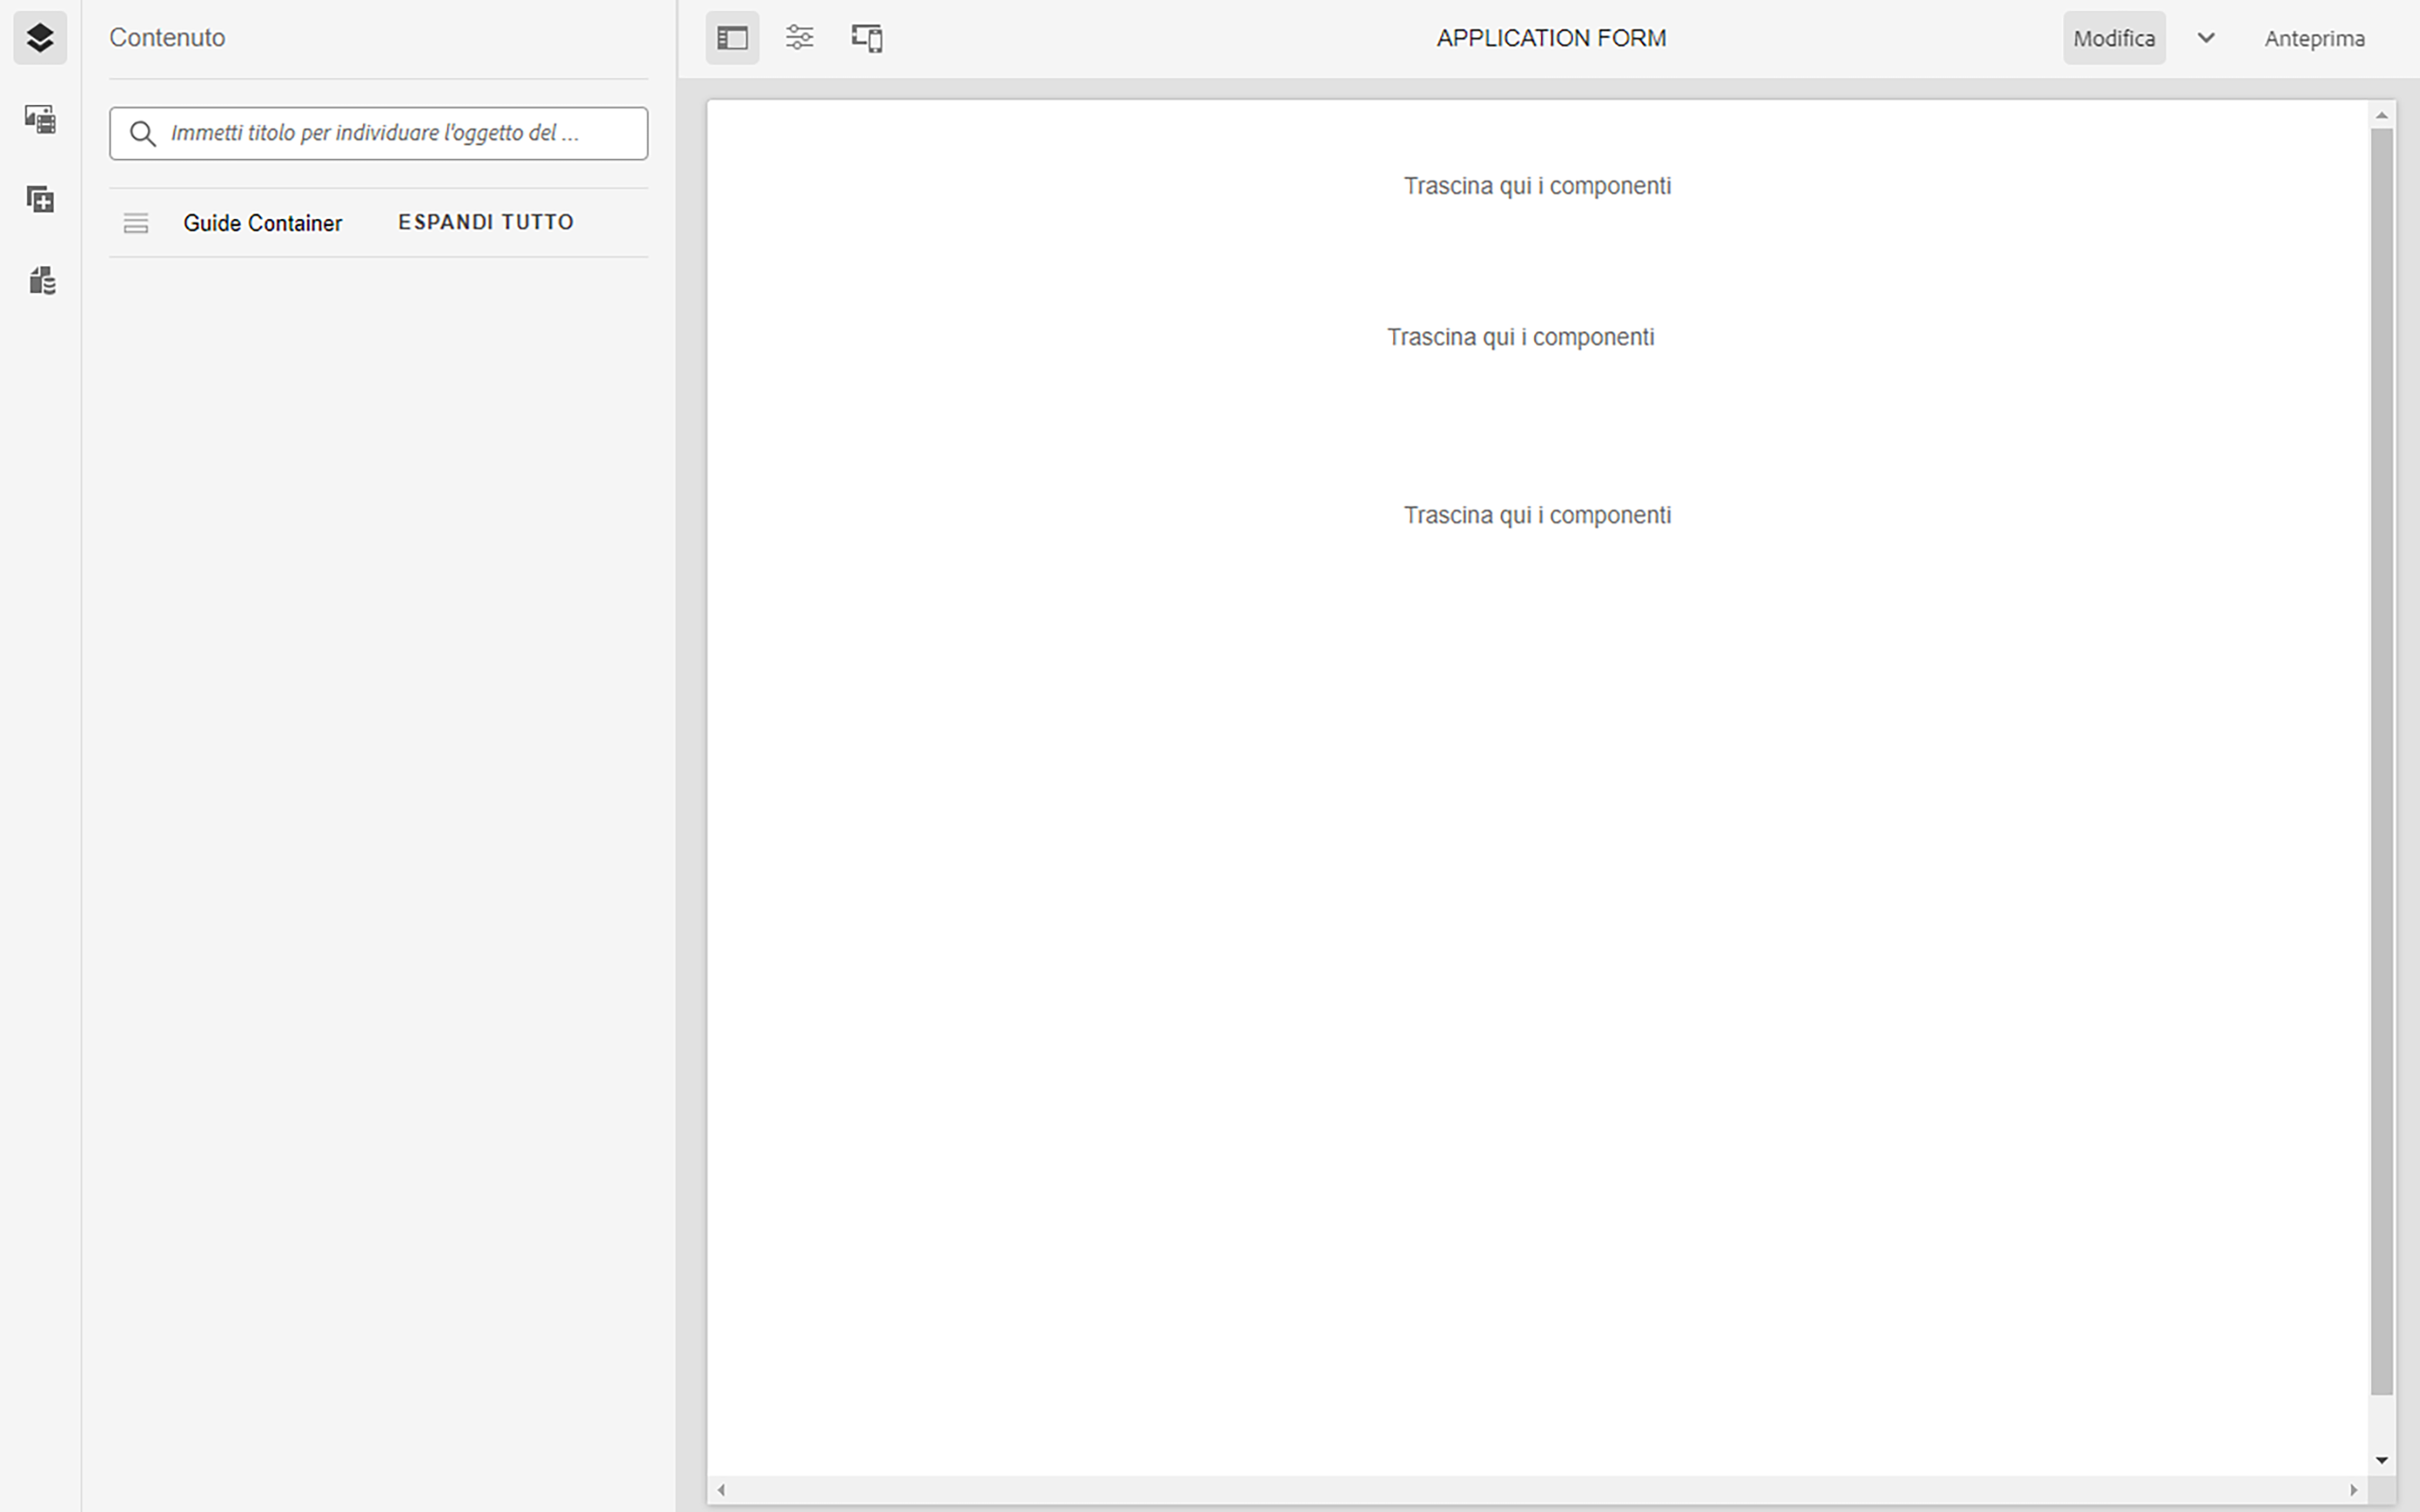 Contenuto
APPLICATION FORM
Modifica
Anteprima
Immetti titolo per individuare l'oggetto del ...
Guide Container
ESPANDI TUTTO
Trascina qui i componenti
Trascina qui i componenti
Trascina qui i componenti